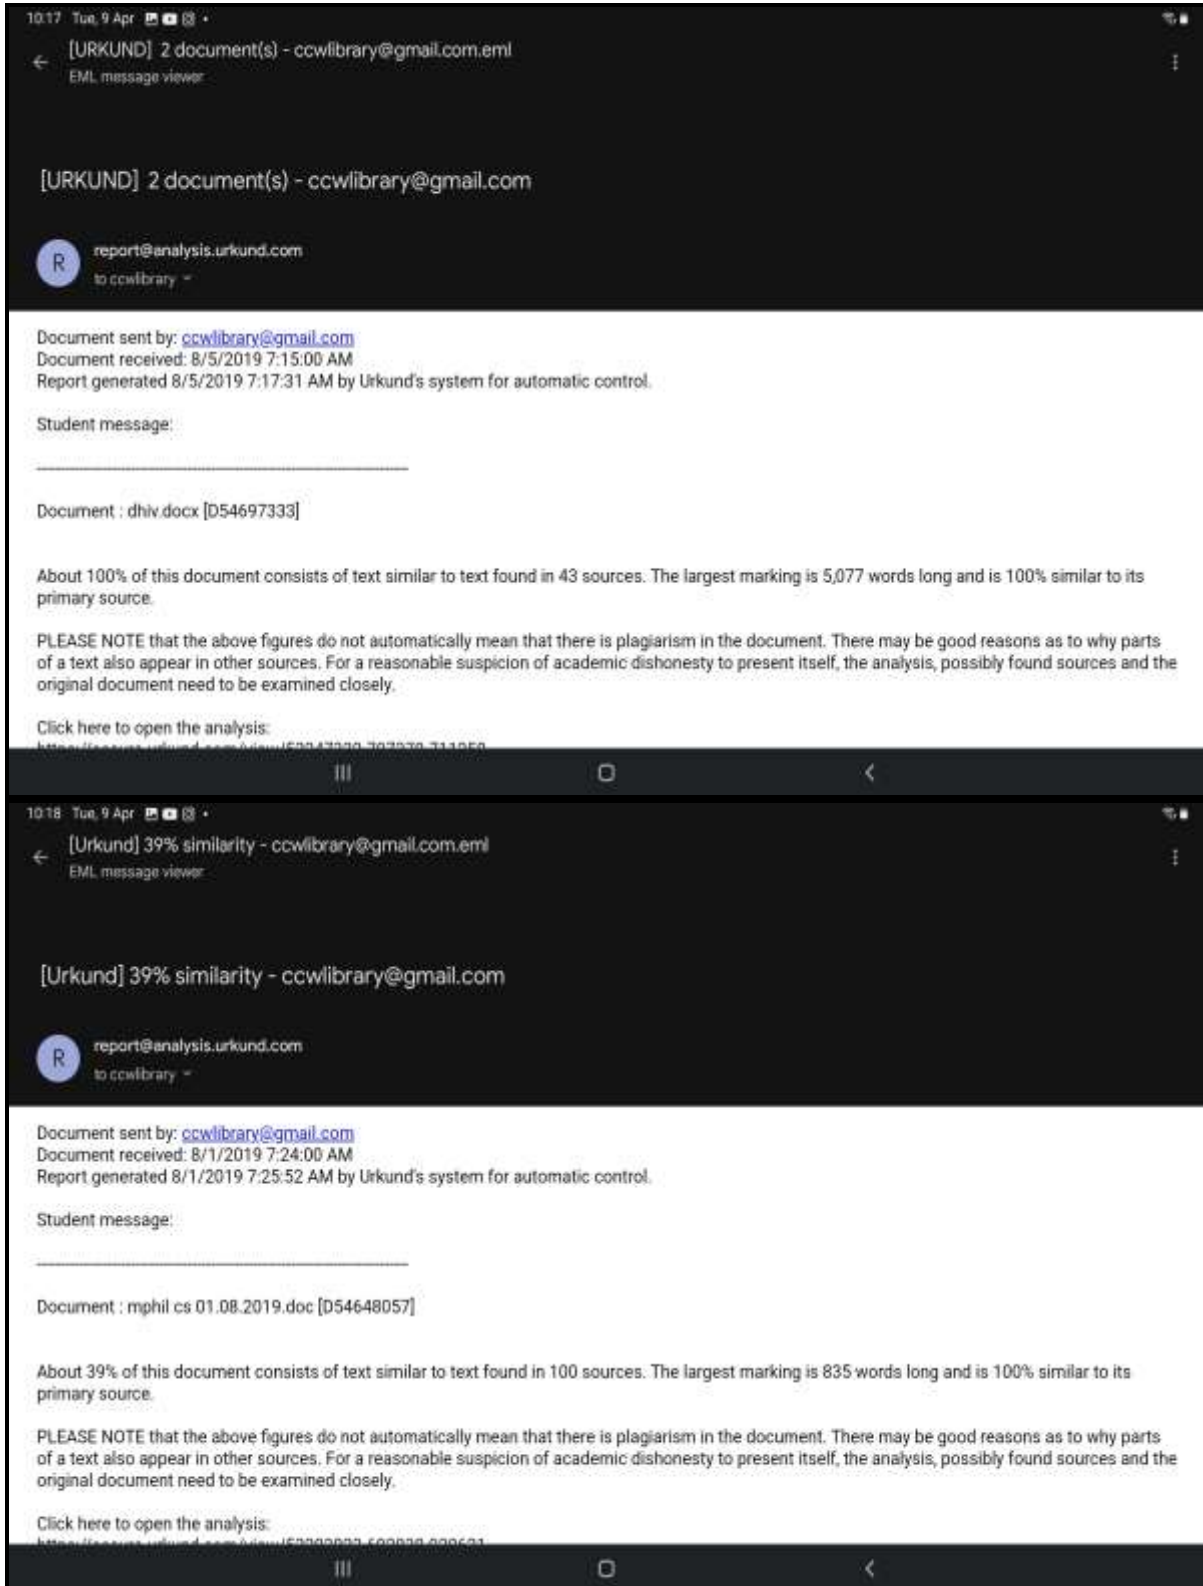 10:17 Tue, 9 Apr
[URKUND] 2 document(s) - ccwlibrary@gmail.com.eml
EML message viewer
[URKUND] 2 document(s) - ccwlibrary@gmail.com
R
report@analysis.urkund.com
to ccwlibrary
Document sent by: ccwlibrary@gmail.com
Document received: 8/5/2019 7:15:00 AM
Report generated 8/5/2019 7:17:31 AM by Urkund's system for automatic control.
Student message:
Document : dhiv.docx [D54697333]
About 100% of this document consists of text similar to text found in 43 sources. The largest marking is 5,077 words long and is 100% similar to its
primary source.
PLEASE NOTE that the above figures do not automatically mean that there is plagiarism in the document. There may be good reasons as to why parts
of a text also appear in other sources. For a reasonable suspicion of academic dishonesty to present itself, the analysis, possibly found sources and the
original document need to be examined closely.
Click here to open the analysis:
10:18 Tue, 9 Apr
[Urkund] 39% similarity - ccwlibrary@gmail.com.eml
EML message viewer
[Urkund] 39% similarity - ccwlibrary@gmail.com
R
report@analysis.urkund.com
to ccwlibrary
Document sent by: ccwlibrary@gmail.com
Document received: 8/1/2019 7:24:00 AM
Report generated 8/1/2019 7:25:52 AM by Urkund's system for automatic control.
Student message:
Document : mphil cs 01.08.2019.doc [D54648057]
About 39% of this document consists of text similar to text found in 100 sources. The largest marking is 835 words long and is 100% similar to its
primary source.
PLEASE NOTE that the above figures do not automatically mean that there is plagiarism in the document. There may be good reasons as to why parts
of a text also appear in other sources. For a reasonable suspicion of academic dishonesty to present itself, the analysis, possibly found sources and the
original document need to be examined closely.
Click here to open the analysis: